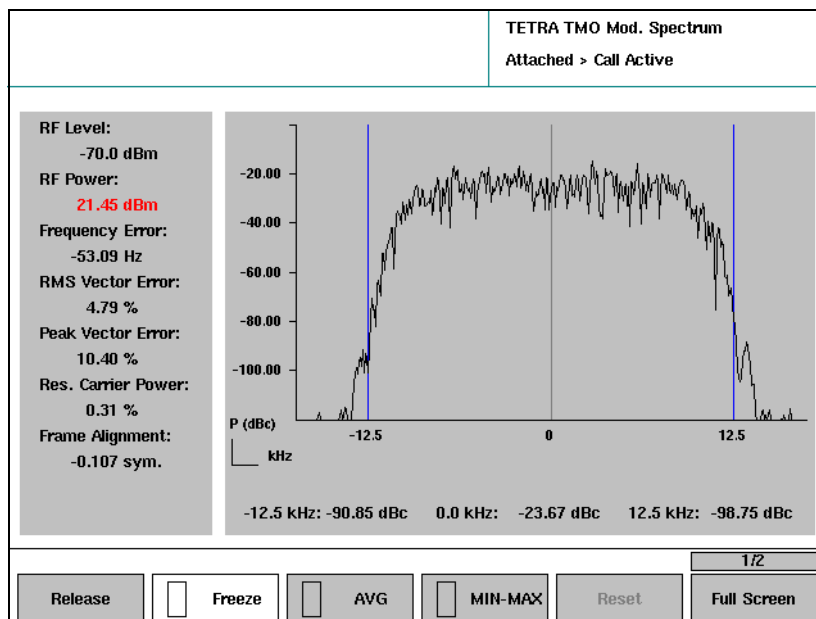 TETRA TMO Mod. Spectrum
Attached > Call Active
RF Level:
-70.0 dBm
RF Power:
21.45 dBm
Frequency Error:
-53.09 Hz
RMS Vector Error:
4.79 %
Peak Vector Error:
10.40 %
Res. Carrier Power:
0.31 %
Frame Alignment:
-0.107 sym.
-20.00
-40.00
-60.00
-80.00
-100.00
P (dBc)
kHz
-12.5 0 12.5
-12.5 kHz: -90.85 dBc 0.0 kHz: -23.67 dBc 12.5 kHz: -98.75 dBc
1/2
Release Freeze AVG MIN-MAX Reset Full Screen